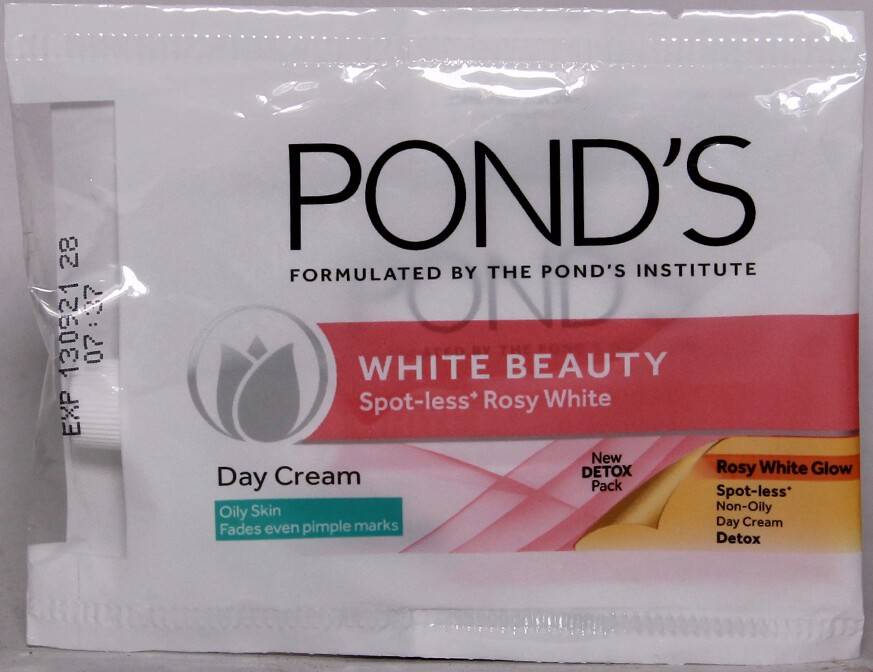 POND'S
FORMULATED BY THE POND'S INSTITUTE
WHITE BEAUTY
Spot-less* Rosy White
Day Cream
Oily Skin
Fades even pimple marks
New
DETOX
Pack
Rosy White Glow
Spot-less*
Non-Oily
Day Cream
Detox
EXP 130921 28
07:37